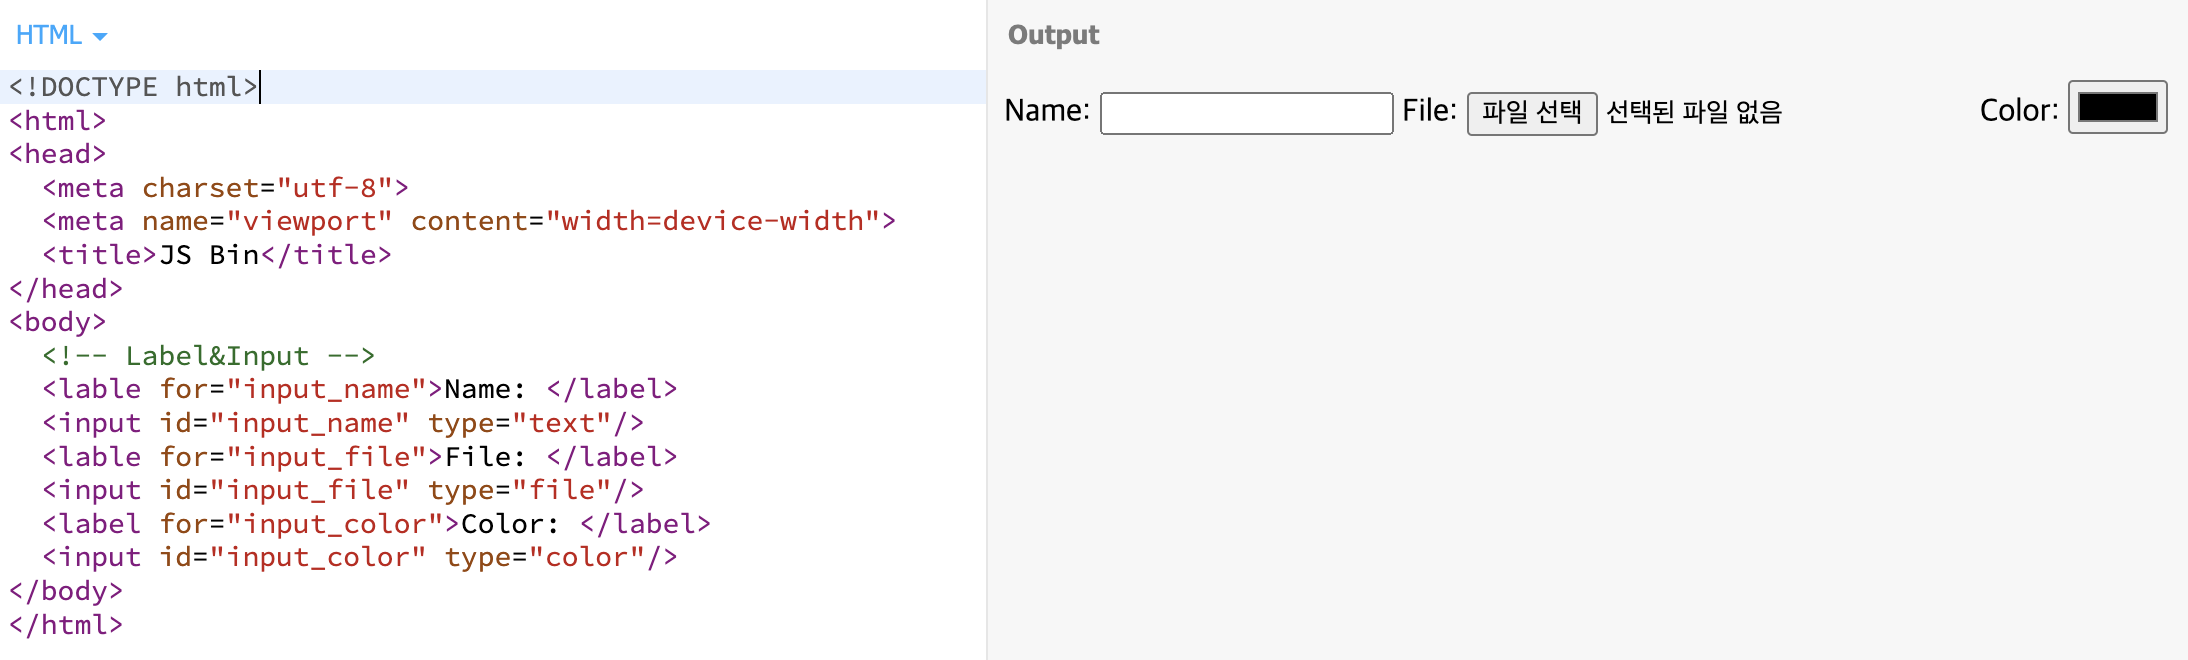 HTML
<!DOCTYPE html>
<html>
<head>
  <meta charset="utf-8">
  <meta name="viewport" content="width=device-width">
  <title>JS Bin</title>
</head>
<body>
  <!-- Label&Input -->
  <lable for="input_name">Name: </label>
  <input id="input_name" type="text"/>
  <lable for="input_file">File: </label>
  <input id="input_file" type="file"/>
  <label for="input_color">Color: </label>
  <input id="input_color" type="color"/>
</body>
</html>
Output
Name: File: 파일 선택 선택된 파일 없음 Color: